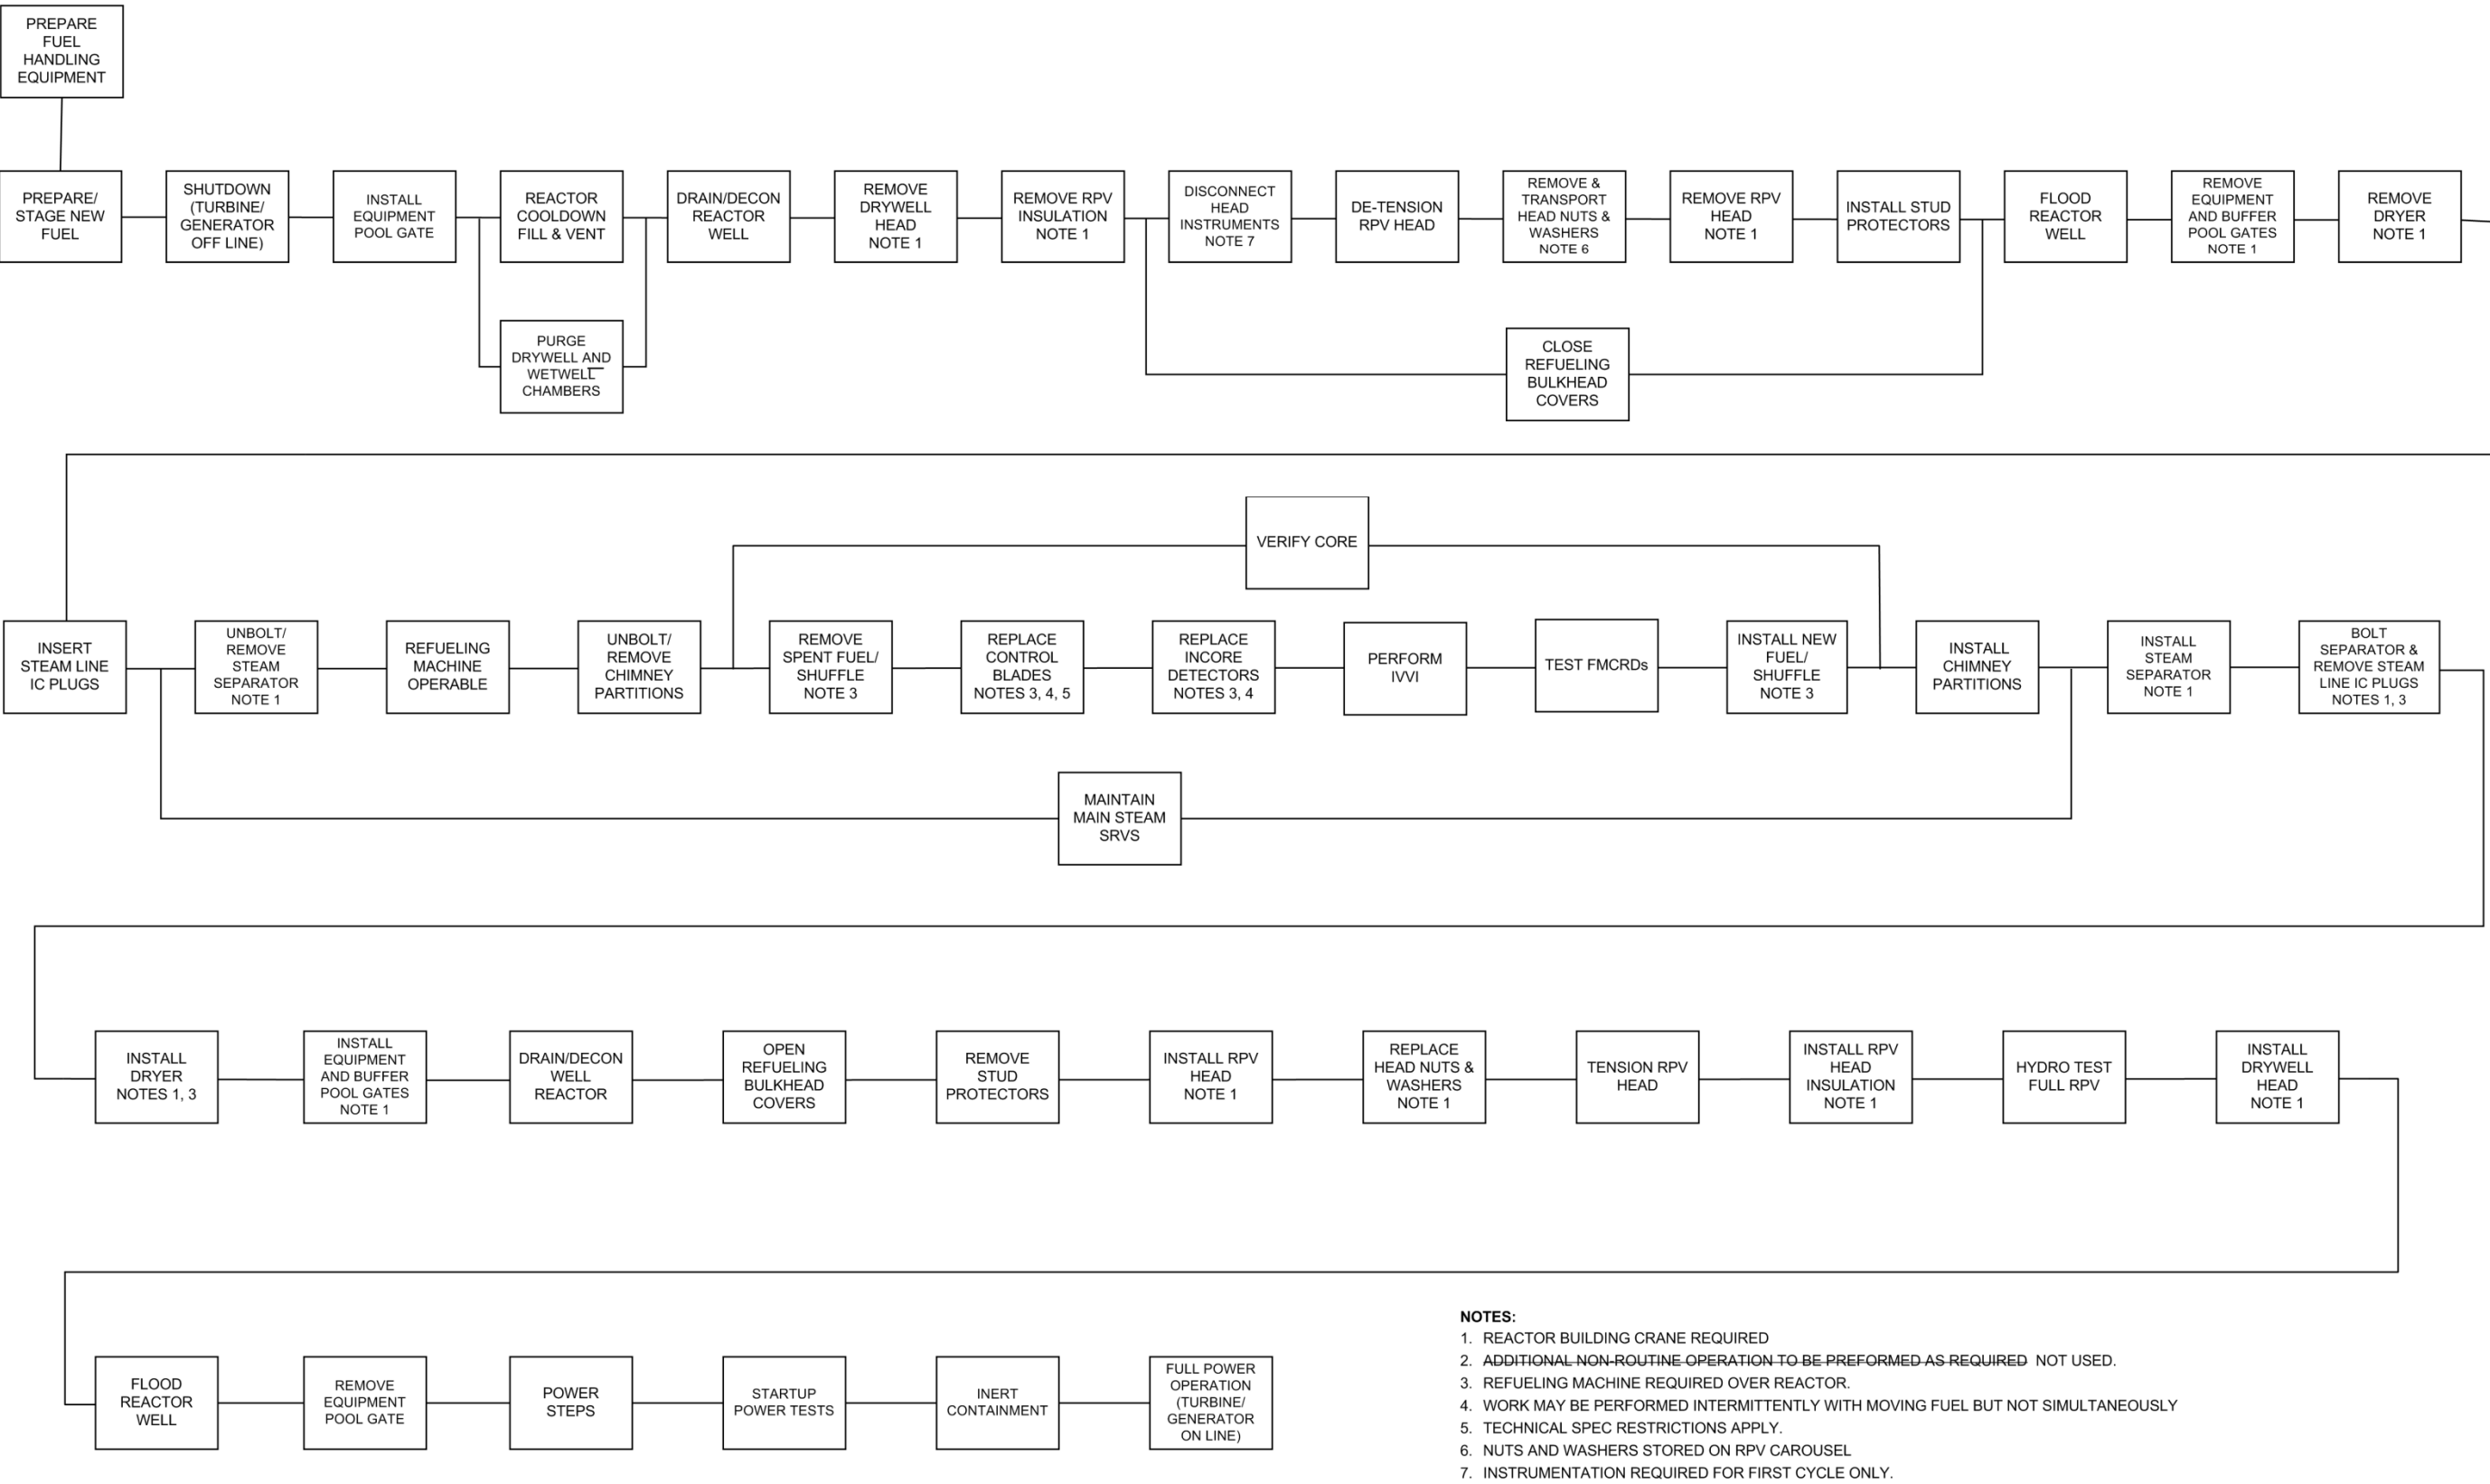 PREPARE
FUEL
HANDLING
EQUIPMENT
PREPARE/
STAGE NEW
FUEL
SHUTDOWN
(TURBINE/
GENERATOR
OFF LINE)
INSTALL
EQUIPMENT
POOL GATE
REACTOR
COOLDOWN
FILL & VENT
DRAIN/DECON
REACTOR
WELL
REMOVE
DRYWELL
HEAD
NOTE 1
REMOVE RPV
INSULATION
NOTE 1
DISCONNECT
HEAD
INSTRUMENTS
NOTE 7
DE-TENSION
RPV HEAD
REMOVE &
TRANSPORT
HEAD NUTS &
WASHERS
NOTE 6
REMOVE RPV
HEAD
NOTE 1
INSTALL STUD
PROTECTORS
FLOOD
REACTOR
WELL
REMOVE
EQUIPMENT
AND BUFFER
POOL GATES
NOTE 1
REMOVE
DRYER
NOTE 1
PURGE
DRYWELL AND
WETWELL
CHAMBERS
CLOSE
REFUELING
BULKHEAD
COVERS
VERIFY CORE
INSERT
STEAM LINE
IC PLUGS
UNBOLT/
REMOVE
STEAM
SEPARATOR
NOTE 1
REFUELING
MACHINE
OPERABLE
UNBOLT/
REMOVE
CHIMNEY
PARTITIONS
REMOVE
SPENT FUEL/
SHUFFLE
NOTE 3
REPLACE
CONTROL
BLADES
NOTES 3, 4, 5
REPLACE
INCORE
DETECTORS
NOTES 3, 4
PERFORM
IVVI
TEST FMCRDs
INSTALL NEW
FUEL/
SHUFFLE
NOTE 3
INSTALL
CHIMNEY
PARTITIONS
INSTALL
STEAM
SEPARATOR
NOTE 1
BOLT
SEPARATOR &
REMOVE STEAM
LINE IC PLUGS
NOTES 1, 3
MAINTAIN
MAIN STEAM
SRVS
INSTALL
DRYER
NOTES 1, 3
INSTALL
EQUIPMENT
AND BUFFER
POOL GATES
NOTE 1
DRAIN/DECON
WELL
REACTOR
OPEN
REFUELING
BULKHEAD
COVERS
REMOVE
STUD
PROTECTORS
INSTALL RPV
HEAD
NOTE 1
REPLACE
HEAD NUTS &
WASHERS
NOTE 1
TENSION RPV
HEAD
INSTALL RPV
HEAD
INSULATION
NOTE 1
HYDRO TEST
FULL RPV
INSTALL
DRYWELL
HEAD
NOTE 1
FLOOD
REACTOR
WELL
REMOVE
EQUIPMENT
POOL GATE
POWER
STEPS
STARTUP
POWER TESTS
INERT
CONTAINMENT
FULL POWER
OPERATION
(TURBINE/
GENERATOR
ON LINE)
NOTES:
1. REACTOR BUILDING CRANE REQUIRED
2. ADDITIONAL NON-ROUTINE OPERATION TO BE PREFORMED AS REQUIRED NOT USED.
3. REFUELING MACHINE REQUIRED OVER REACTOR.
4. WORK MAY BE PERFORMED INTERMITTENTLY WITH MOVING FUEL BUT NOT SIMULTANEOUSLY
5. TECHNICAL SPEC RESTRICTIONS APPLY.
6. NUTS AND WASHERS STORED ON RPV CAROUSEL
7. INSTRUMENTATION REQUIRED FOR FIRST CYCLE ONLY.